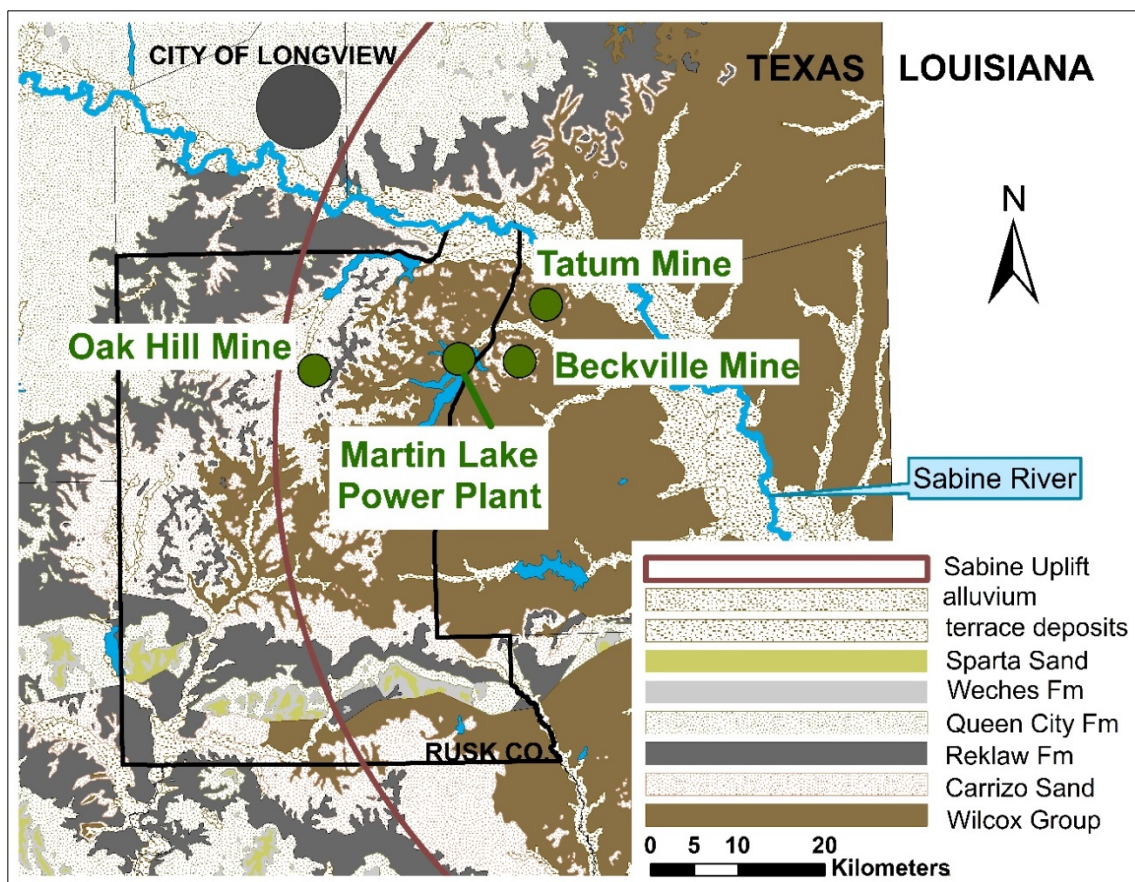 CITY OF LONGVIEW
TEXAS
LOUISIANA
N
Tatum Mine
Oak Hill Mine
Beckville Mine
Martin Lake
Power Plant
Sabine River
RUSK CO.
Sabine Uplift
alluvium
terrace deposits
Sparta Sand
Weches Fm
Queen City Fm
Reklaw Fm
Carrizo Sand
Wilcox Group
0 5 10 20
Kilometers